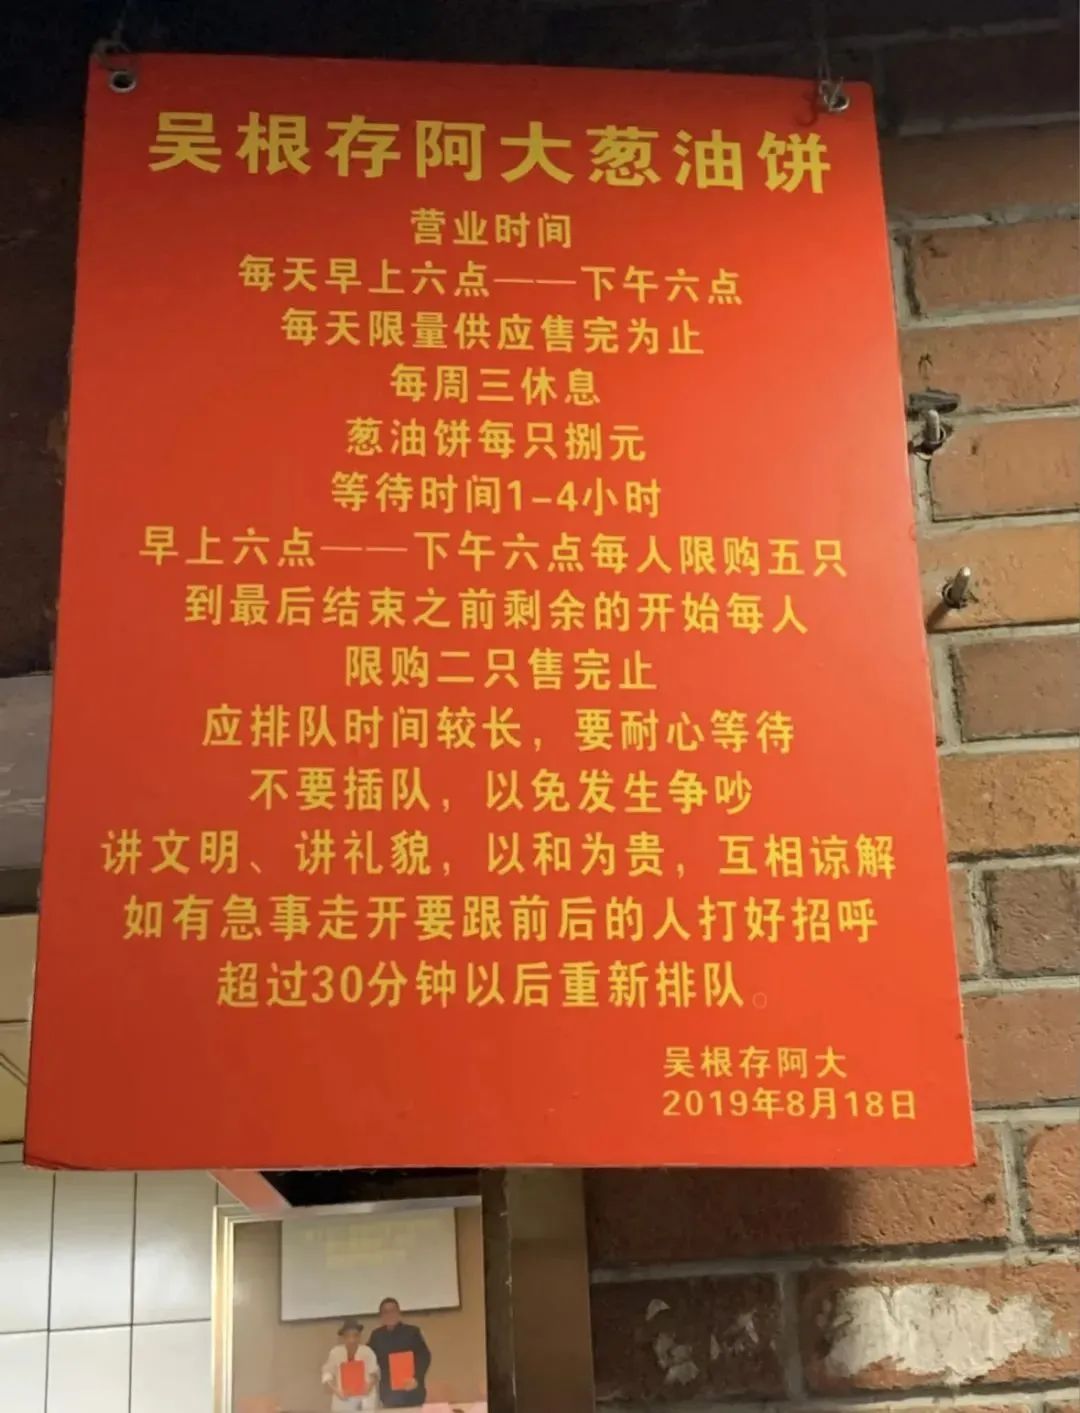 吴根存阿大葱油饼
营业时间
每天早上六点——下午六点
每天限量供应售完为止
每周三休息
葱油饼每只捌元
等待时间1-4小时
早上六点——下午六点每人限购五只
到最后结束之前剩余的开始每人
限购二只售完止
应排队时间较长，要耐心等待
不要插队，以免发生争吵
讲文明、讲礼貌，以和为贵，互相谅解
如有急事走开要跟前后的人打好招呼
超过30分钟以后重新排队。
吴根存阿大
2019年8月18日